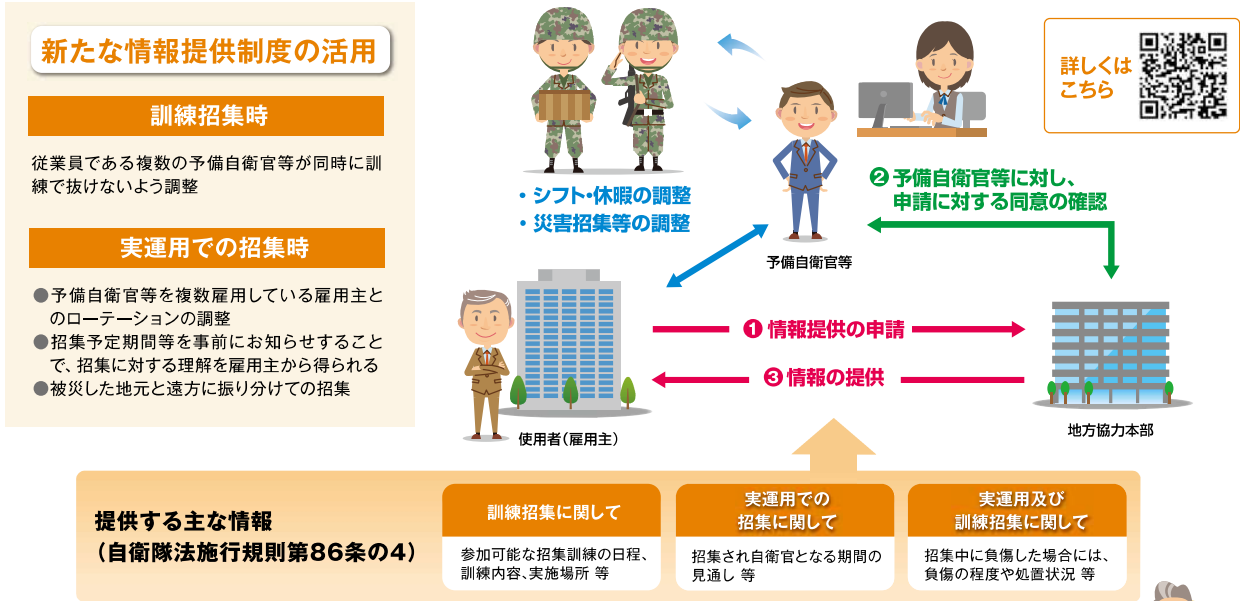 新たな情報提供制度の活用
訓練招集時
従業員である複数の予備自衛官等が同時に訓
練で抜けないよう調整
実運用での招集時
●予備自衛官等を複数雇用している雇用主と
のローテーションの調整
●招集予定期間等を事前にお知らせすること
で、招集に対する理解を雇用主から得られる
●被災した地元と遠方に振り分けての招集
・シフト・休暇の調整
・災害招集等の調整
予備自衛官等
詳しくは
こちら
❷予備自衛官等に対し、
申請に対する同意の確認
❶情報提供の申請
❸情報の提供
使用者(雇用主)
地方協力本部
提供する主な情報
(自衛隊法施行規則第86条の4)
訓練招集に関して
参加可能な招集訓練の日程、
訓練内容、実施場所 等
実運用での
招集に関して
招集され自衛官となる期間の
見通し 等
実運用及び
訓練招集に関して
招集中に負傷した場合には、
負傷の程度や処置状況 等